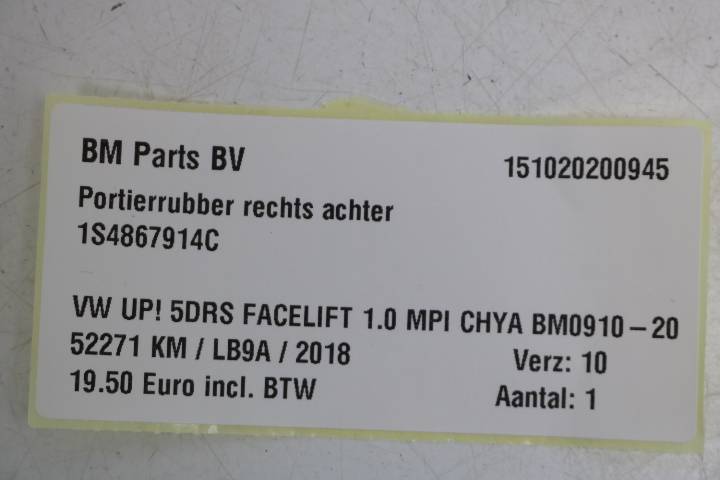 BM Parts BV 151020200945
Portierrubber rechts achter
1S4867914C
VW UP! 5DRS FACELIFT 1.0 MPI CHYA BM0910-20
52271 KM / LB9A / 2018 Verz: 10
19.50 Euro incl. BTW Aantal: 1